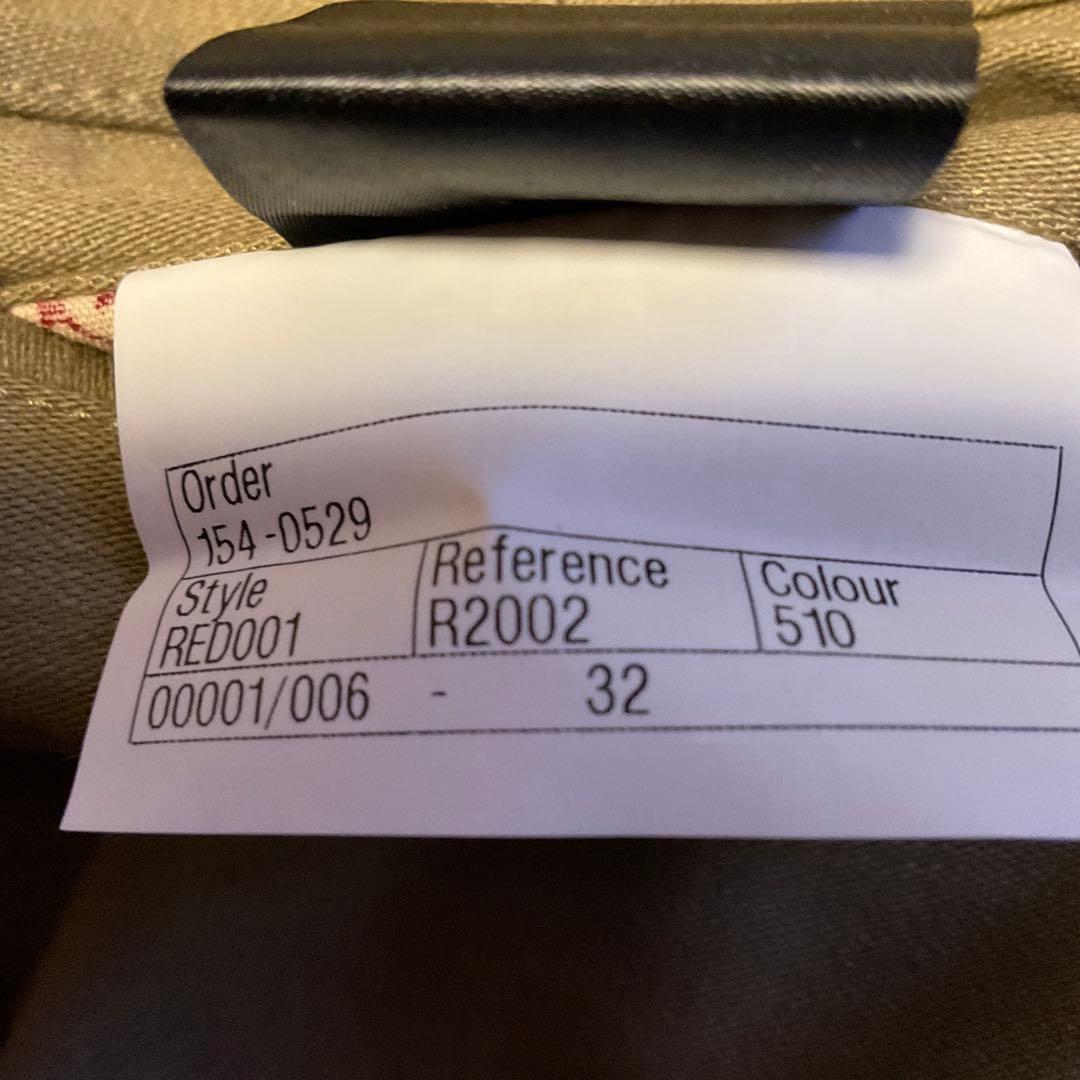 Order
154-0529
Style Reference Colour
RED001 R2002 510
00001/006 - 32